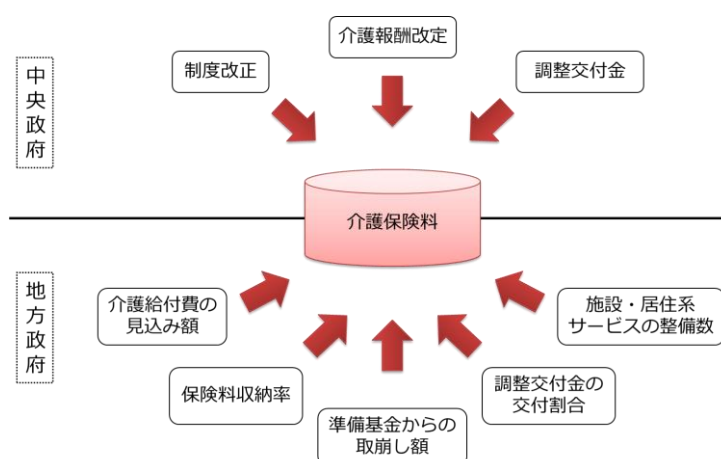 中央政府
介護報酬改定
制度改正
調整交付金
介護保険料
地方政府
介護給付費の
見込み額
施設・居住系
サービスの整備数
保険料収納率
調整交付金の
交付割合
準備基金からの
取崩し額